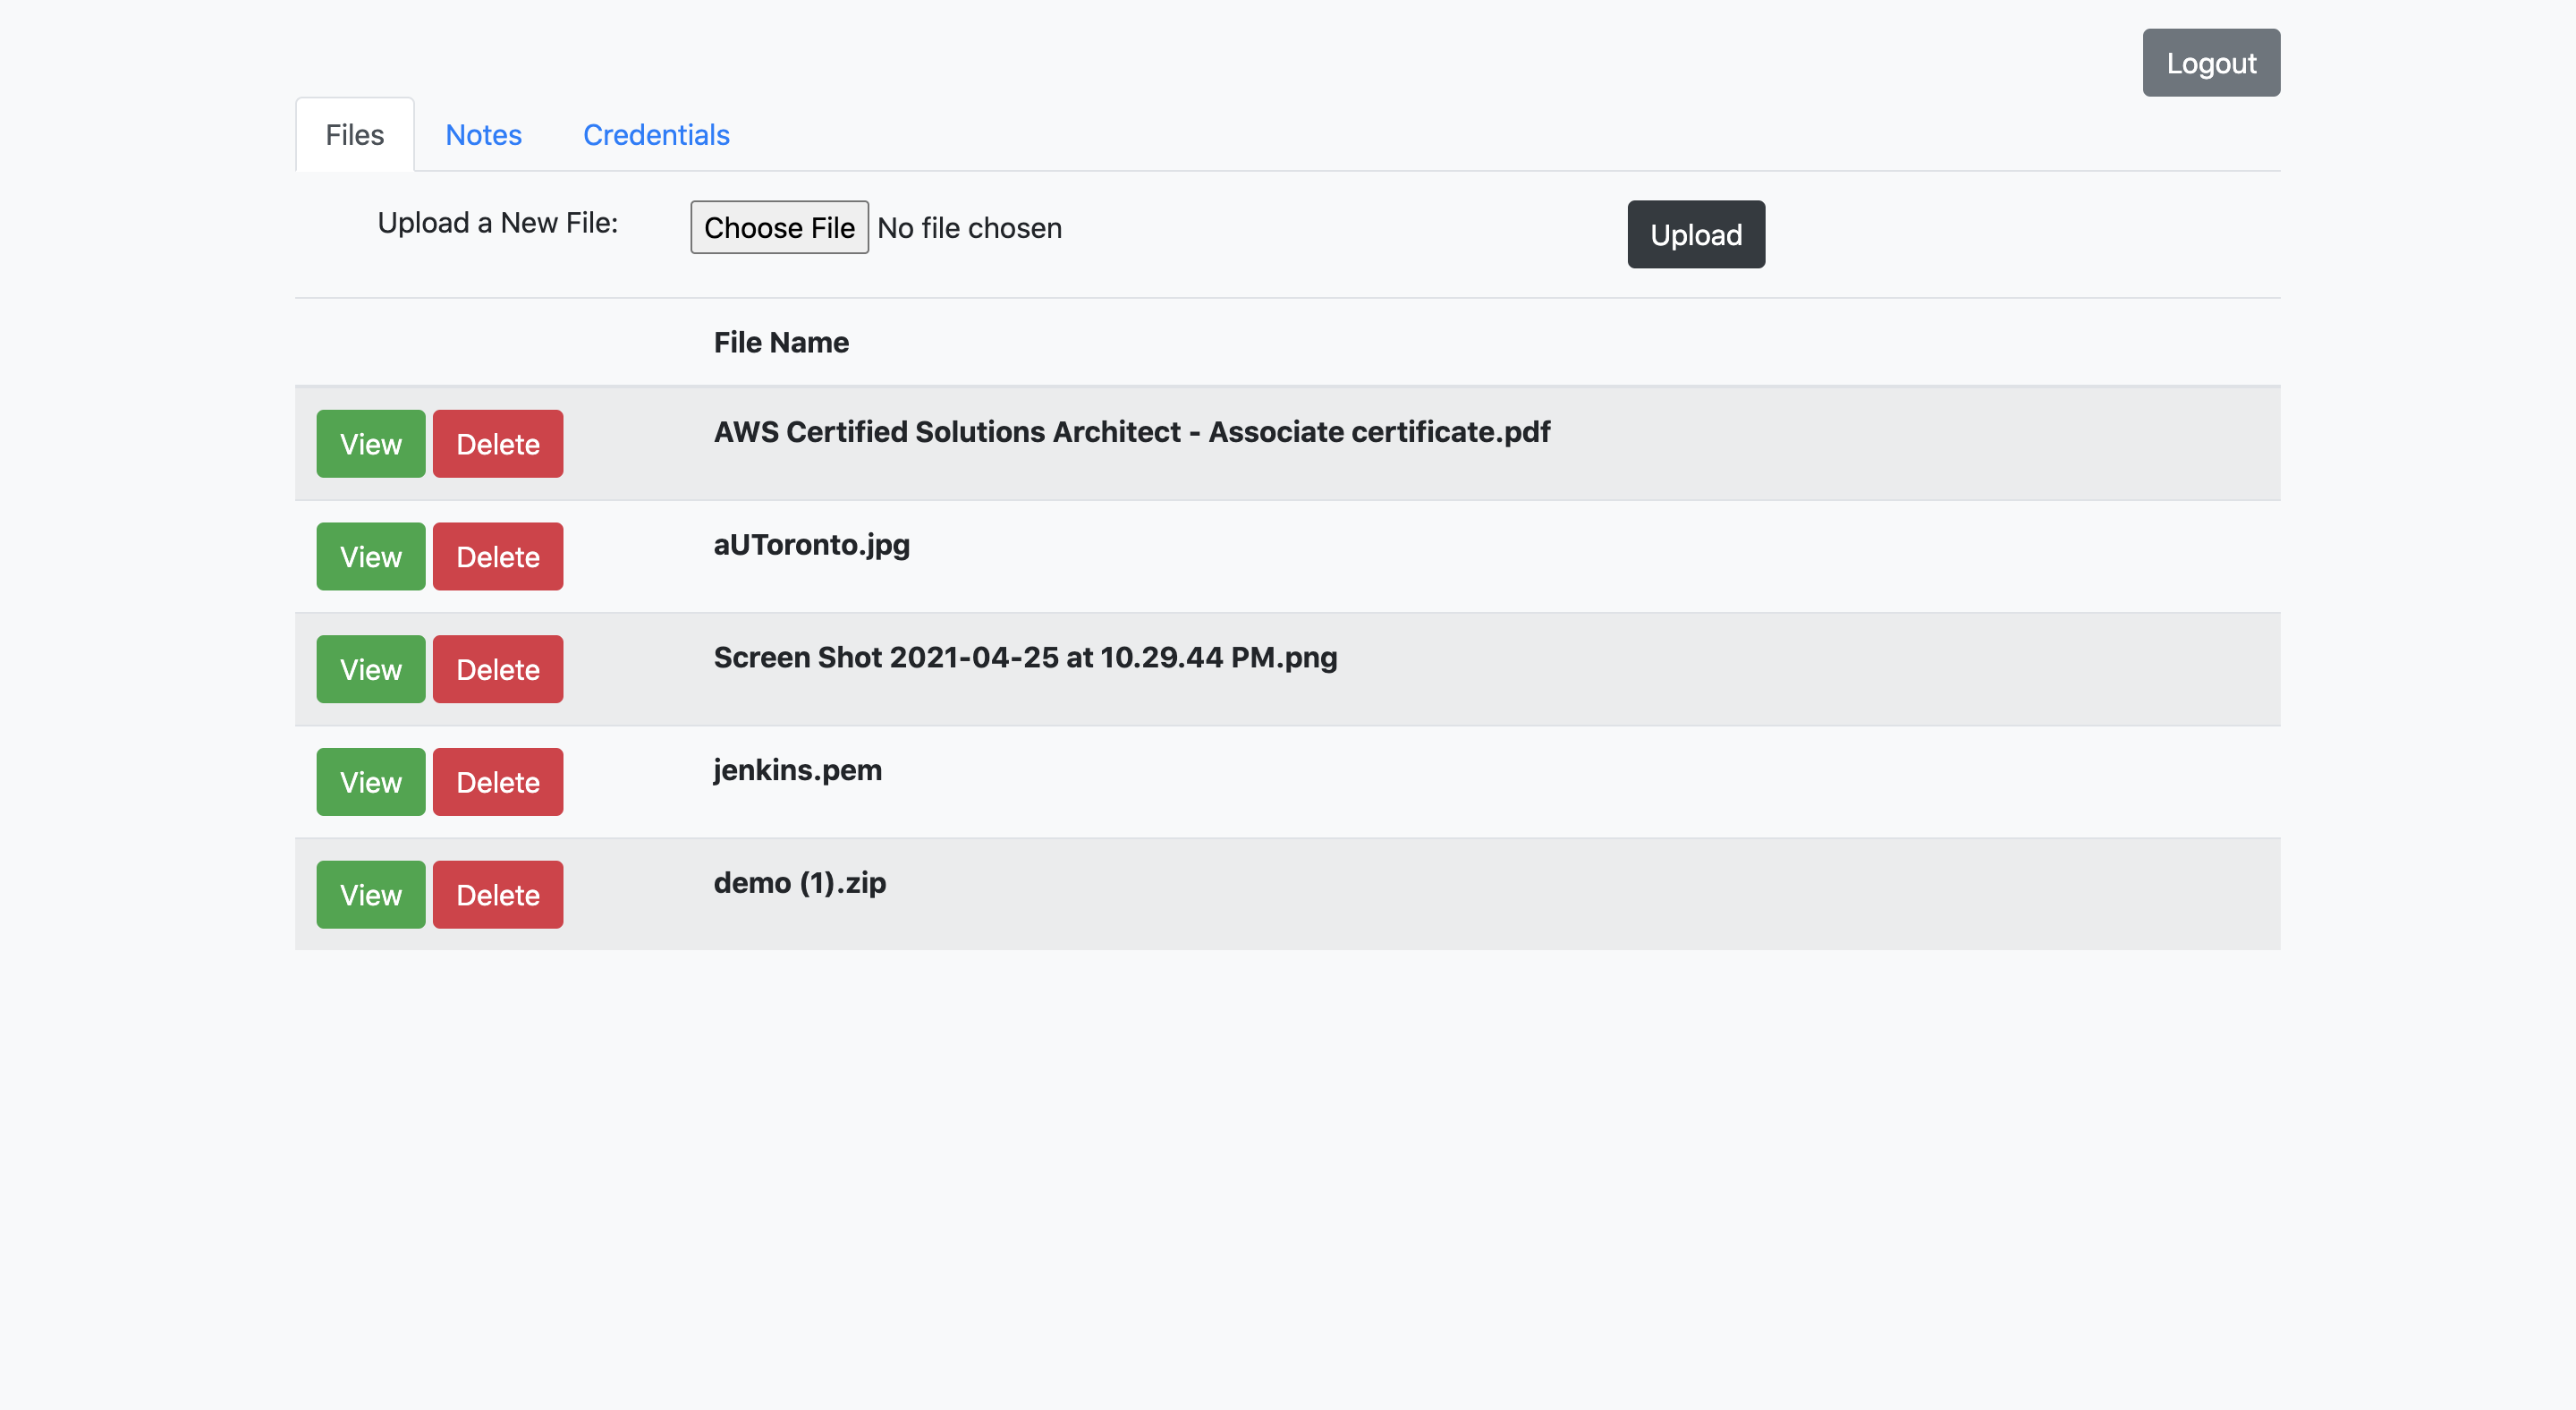 Logout
Files Notes Credentials
Upload a New File: Choose File No file chosen Upload
File Name
View Delete AWS Certified Solutions Architect - Associate certificate.pdf
View Delete aUToronto.jpg
View Delete Screen Shot 2021-04-25 at 10.29.44 PM.png
View Delete jenkins.pem
View Delete demo (1).zip